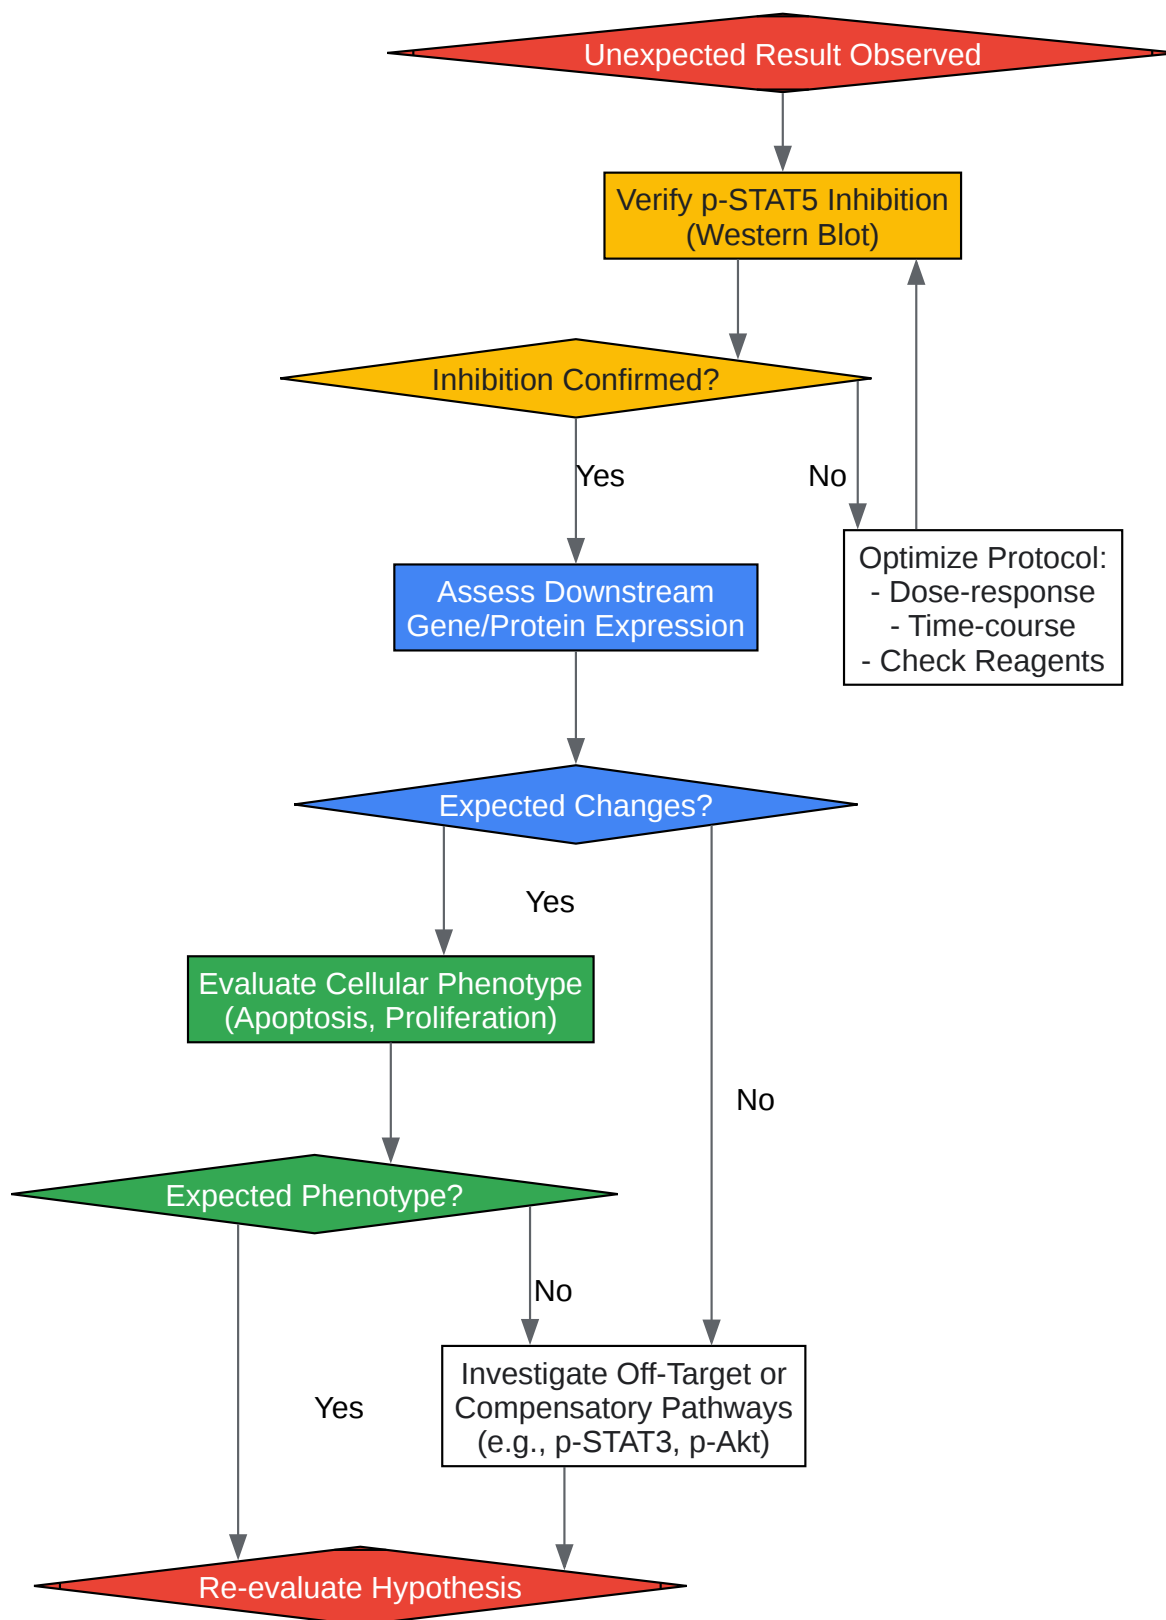 Unexpected Result Observed
Verify p-STAT5 Inhibition
(Western Blot)
Inhibition Confirmed?
Yes
No
Optimize Protocol:
- Dose-response
- Time-course
- Check Reagents
Assess Downstream
Gene/Protein Expression
Expected Changes?
Yes
Evaluate Cellular Phenotype
(Apoptosis, Proliferation)
No
Expected Phenotype?
No
Investigate Off-Target or
Compensatory Pathways
(e.g., p-STAT3, p-Akt)
Yes
Re-evaluate Hypothesis